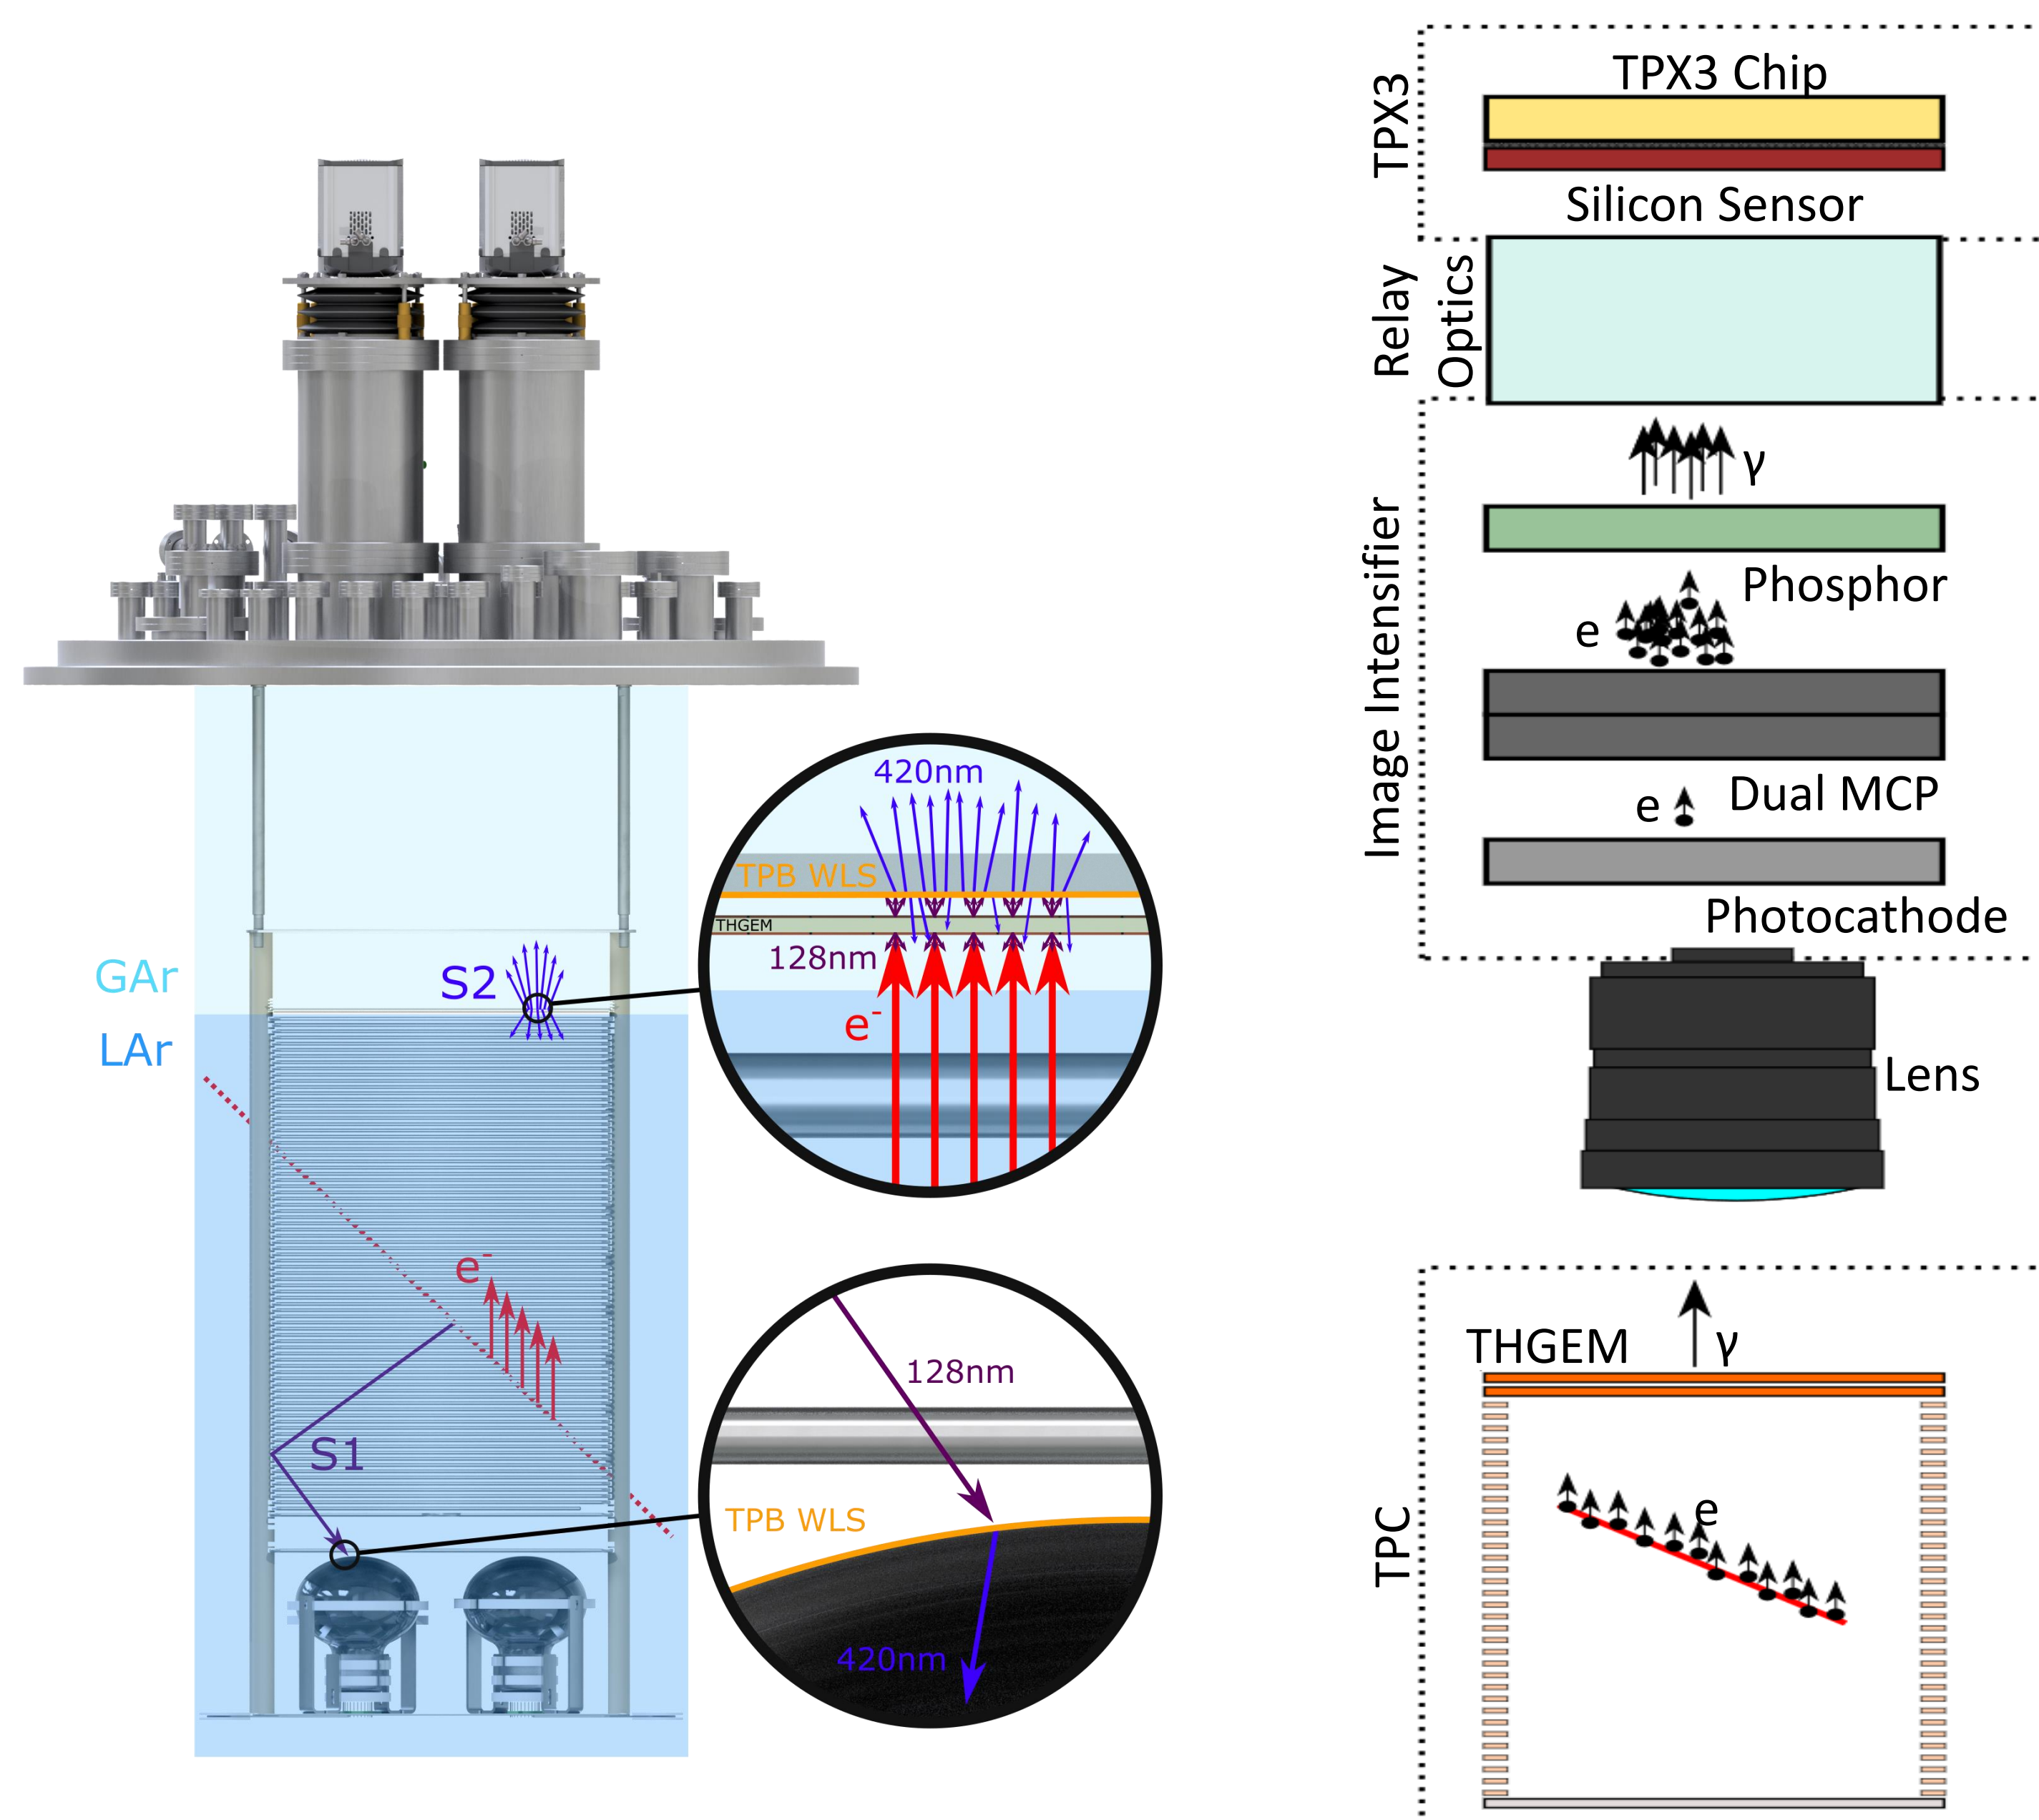 GAr
LAr
S2
e-
S1
420nm
TPB WLS
THGEM
128nm
e-
128nm
TPB WLS
420nm
TPX3
TPX3 Chip
Silicon Sensor
Relay
Optics
Image Intensifier
γ
Phosphor
e
Dual MCP
e
Photocathode
Lens
THGEM
γ
TPC
e